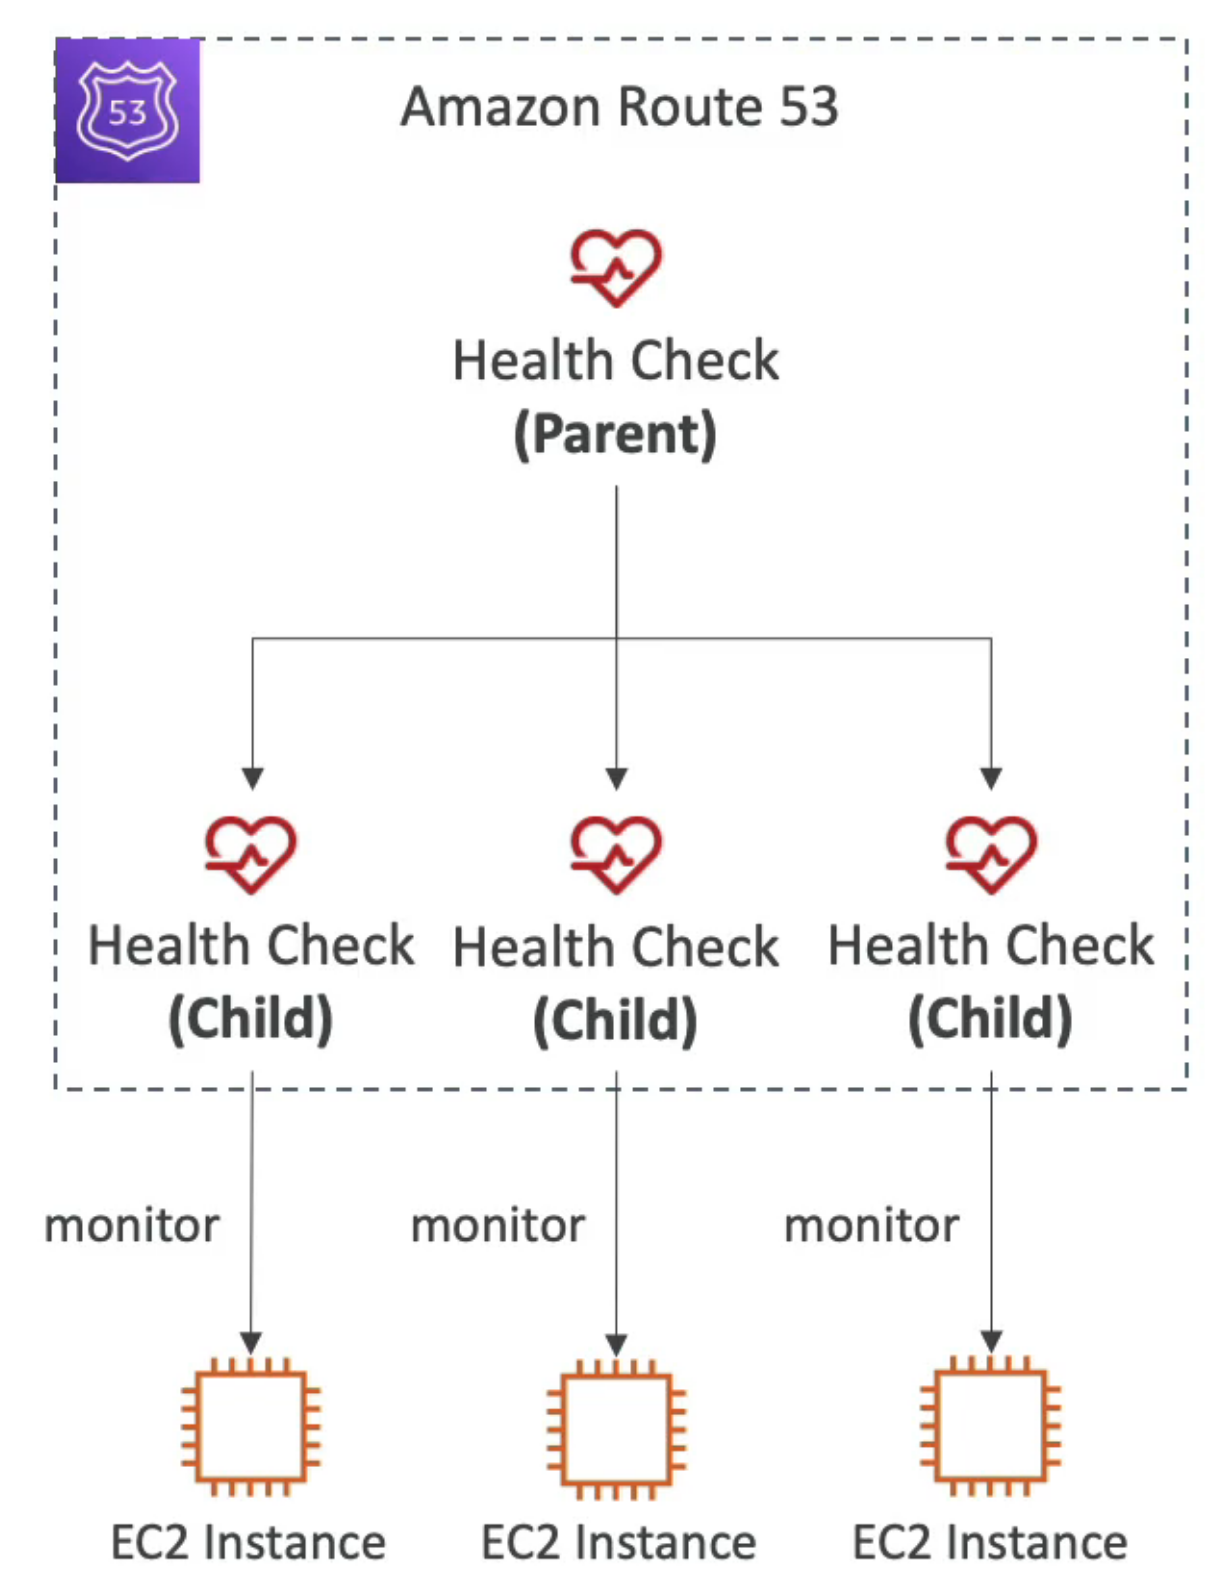 53
Amazon Route 53
Health Check
(Parent)
Health Check
(Child)
Health Check
(Child)
Health Check
(Child)
monitor
monitor
monitor
EC2 Instance
EC2 Instance
EC2 Instance